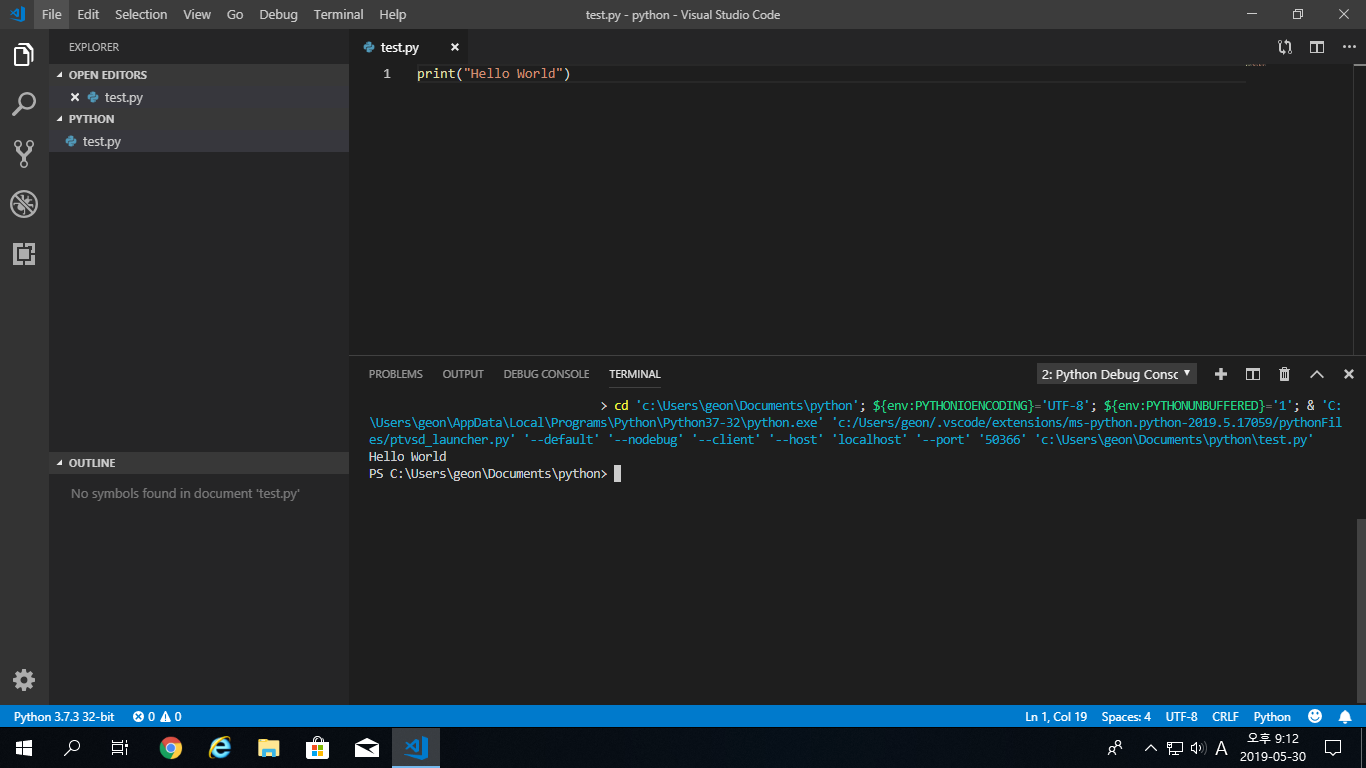 File Edit Selection View Go Debug Terminal Help test.py - python - Visual Studio Code
EXPLORER
OPEN EDITORS
test.py
PYTHON
test.py
OUTLINE
No symbols found in document 'test.py'
test.py
1 print("Hello World")
PROBLEMS OUTPUT DEBUG CONSOLE TERMINAL 2: Python Debug Consc
> cd 'c:\Users\geon\Documents\python'; ${env:PYTHONIOENCODING}='UTF-8'; ${env:PYTHONUNBUFFERED}='1'; & 'C:
\Users\geon\AppData\Local\Programs\Python\Python37-32\python.exe' 'c:/Users/geon/.vscode/extensions/ms-python.python-2019.5.17059/pythonFil
es/ptvsd_launcher.py' '--default' '--nodebug' '--client' '--host' 'localhost' '--port' '50366' 'c:\Users\geon\Documents\python\test.py'
Hello World
PS C:\Users\geon\Documents\python>
Python 3.7.3 32-bit 0 0 Ln 1, Col 19 Spaces: 4 UTF-8 CRLF Python
A
오후 9:12
2019-05-30